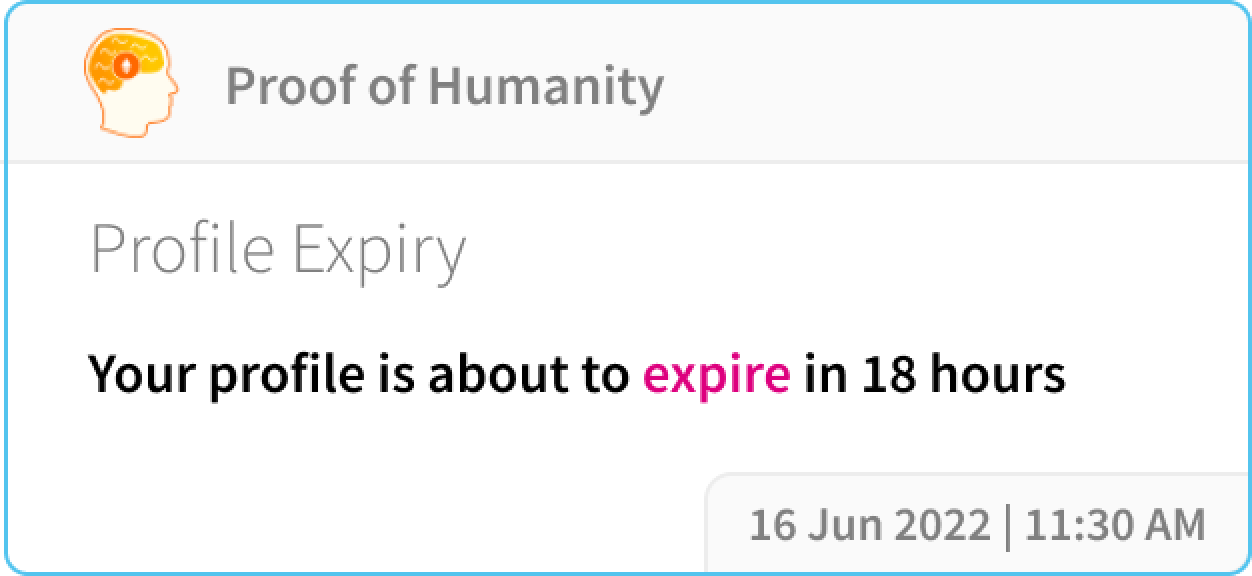 Proof of Humanity
Profile Expiry
Your profile is about to expire in 18 hours
16 Jun 2022 | 11:30 AM